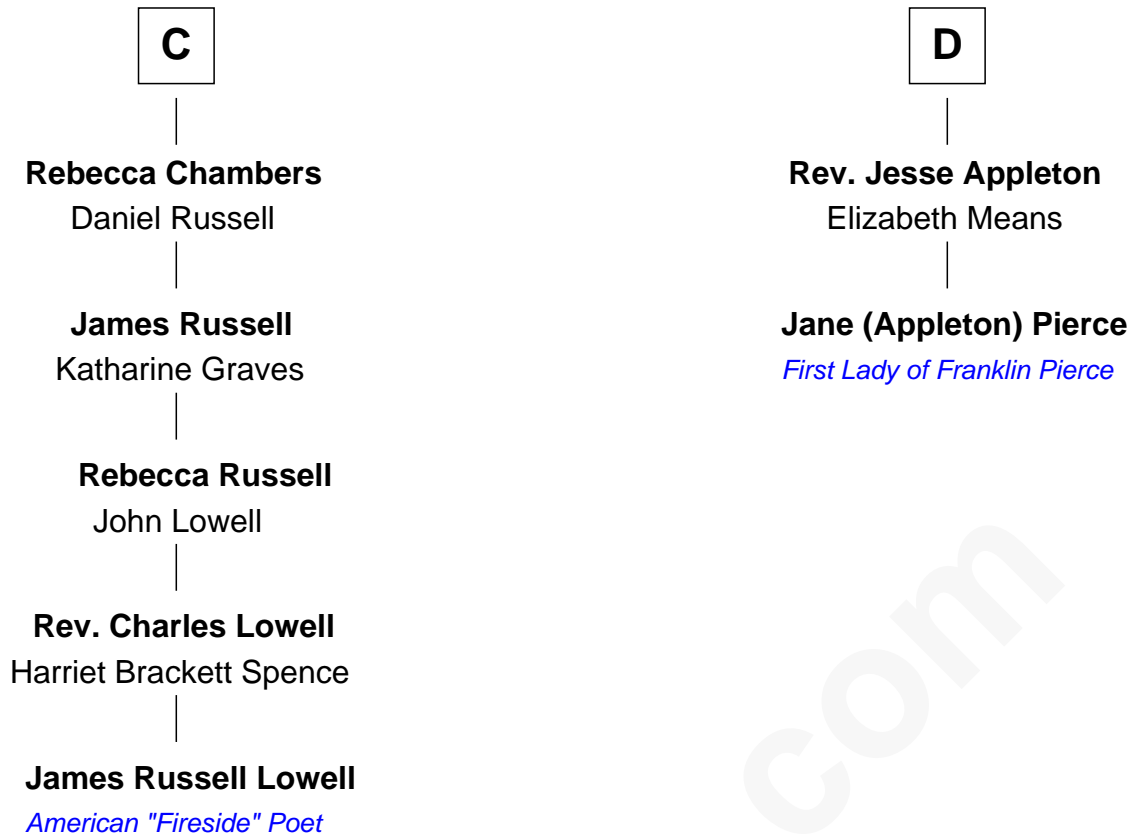 C
Rebecca Chambers
Daniel Russell
James Russell
Katharine Graves
Rebecca Russell
John Lowell
Rev. Charles Lowell
Harriet Brackett Spence
James Russell Lowell
American "Fireside" Poet
D
Rev. Jesse Appleton
Elizabeth Means
Jane (Appleton) Pierce
First Lady of Franklin Pierce
com